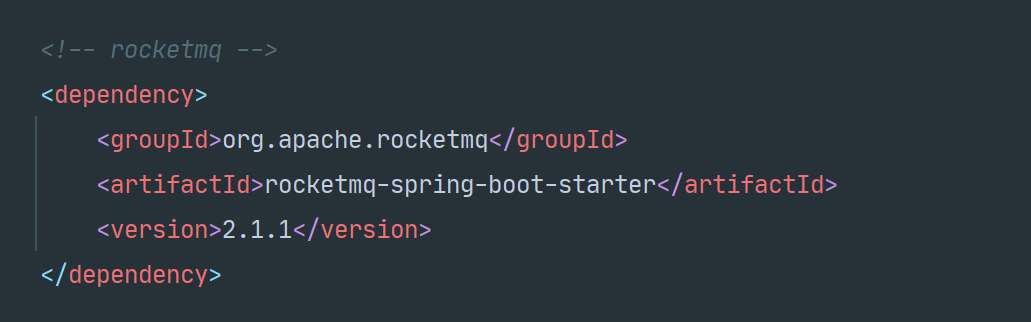 <!-- rocketmq -->
<dependency>
    <groupId>org.apache.rocketmq</groupId>
    <artifactId>rocketmq-spring-boot-starter</artifactId>
    <version>2.1.1</version>
</dependency>